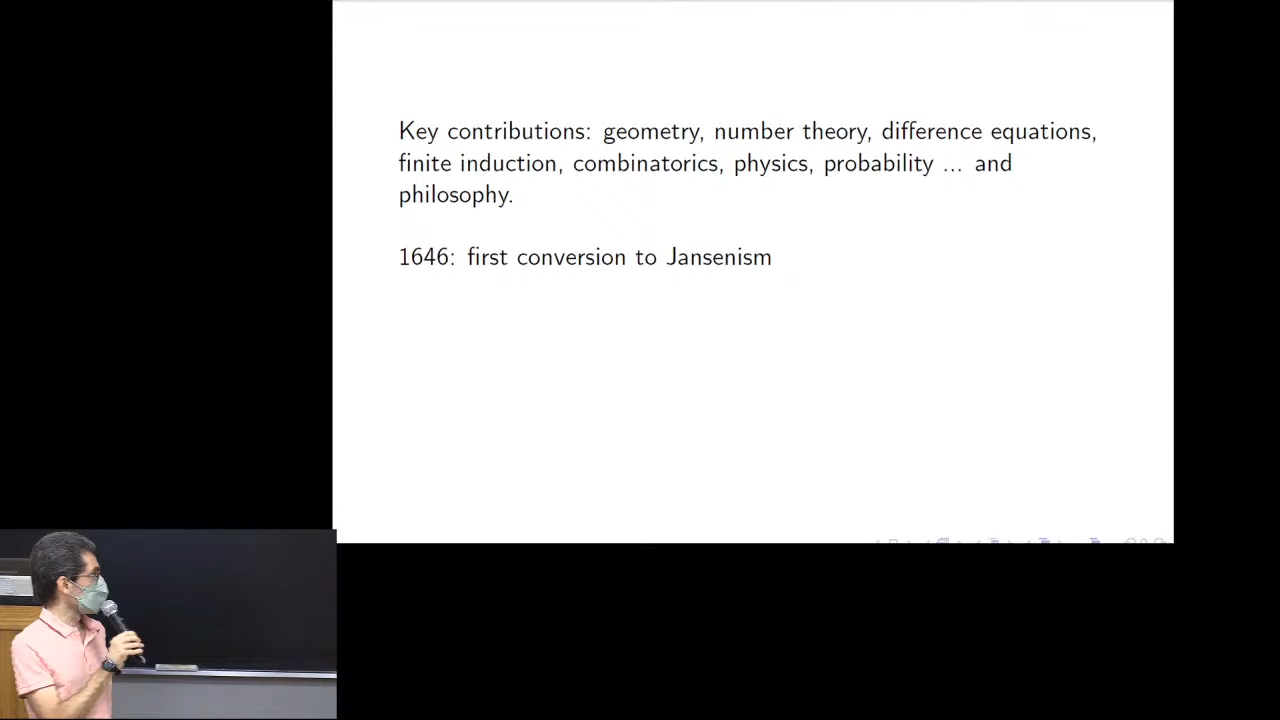 Key contributions: geometry, number theory, difference equations,
finite induction, combinatorics, physics, probability ... and
philosophy.
1646: first conversion to Jansenism